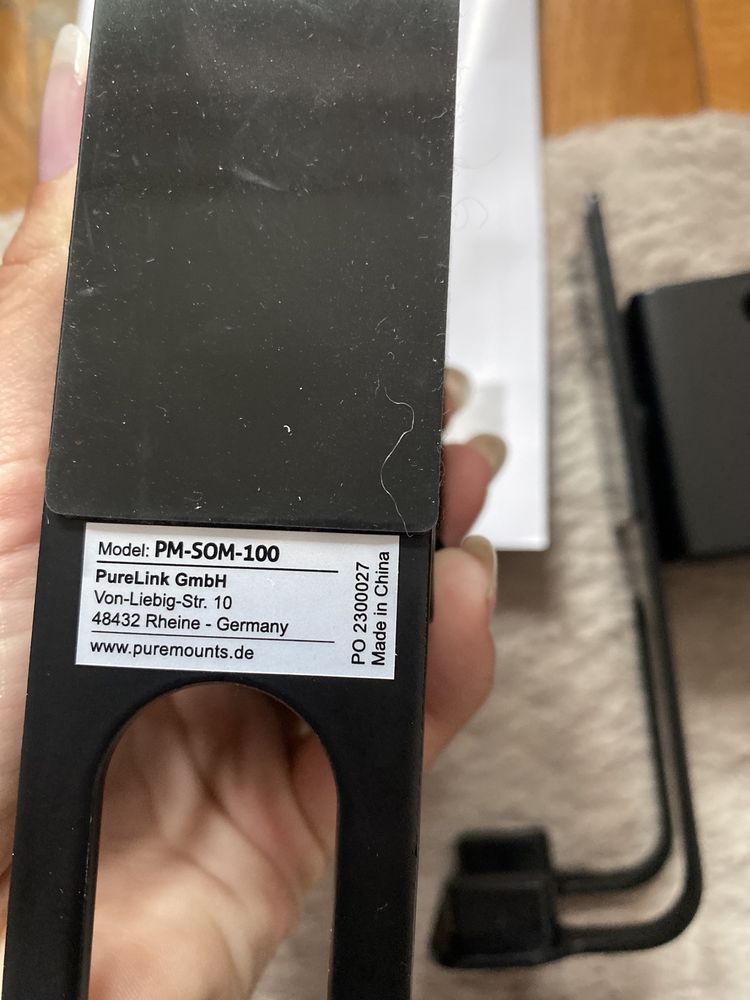 Model: PM-SOM-100
PureLink GmbH
Von-Liebig-Str. 10
48432 Rheine - Germany
www.puremounts.de
PO 2300027
Made in China